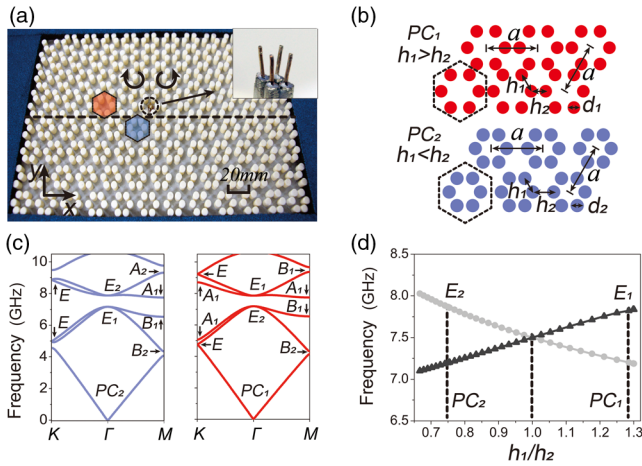 (a)
y
x
20mm
(b)
PC₁
h₁>h₂
a
a
h₁
h₂
d₁
PC₂
h₁<h₂
a
a
h₁
h₂
d₂
(c)
Frequency (GHz)
10
8
6
4
2
0
A₂
E
E₂
A₁
E
E₁
B₁
B₂
PC₂
K Γ M
E
E₁
B₁
A₁
A₁
A₁
E₂
B₁
E
B₂
PC₁
K Γ M
(d)
Frequency (GHz)
8.0
7.5
7.0
6.5
E₂
E₁
PC₂
PC₁
0.7 0.8 0.9 1.0 1.1 1.2 1.3
h₁/h₂